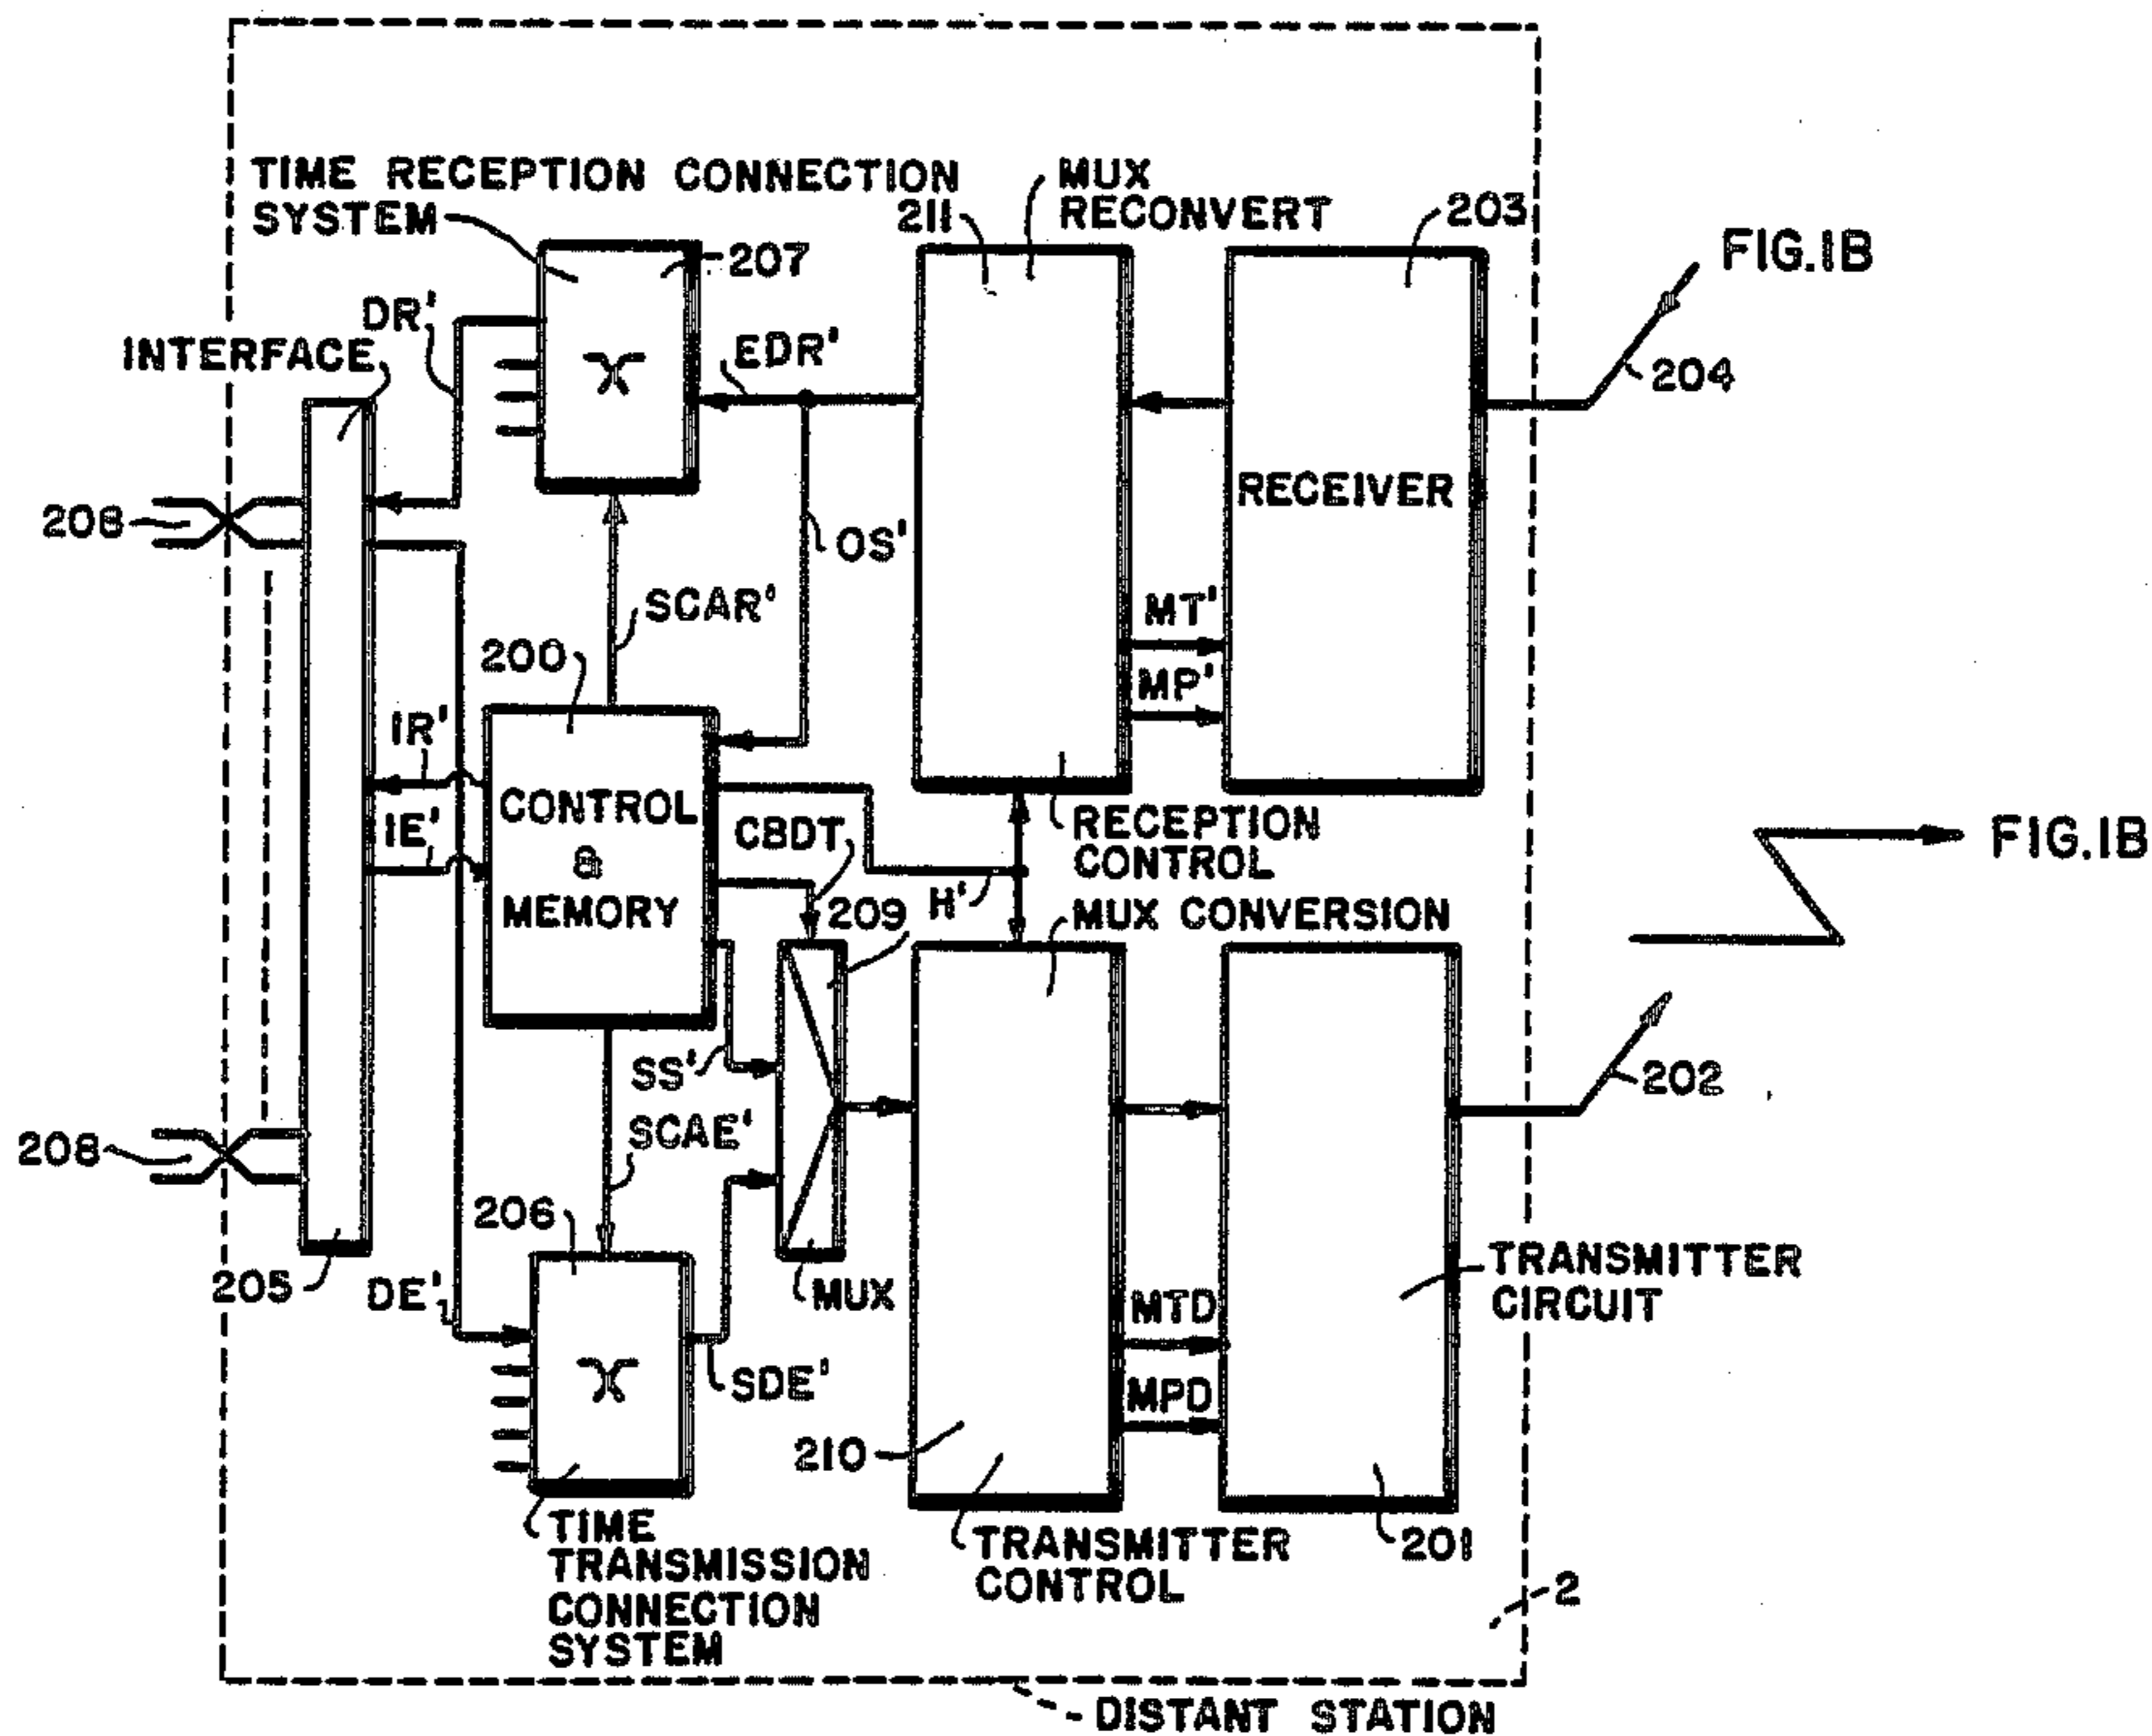 TIME RECEPTION CONNECTION
SYSTEM
207
211
MUX
RECONVERT
203
FIG.1B
204
DR'
INTERFACE
EDR'
RECEIVER
208
OS'
SCAR'
MT'
MP'
200
IR'
IE'
CONTROL
&
MEMORY
CBDT
H'
RECEPTION
CONTROL
FIG.1B
209
MUX CONVERSION
SS'
SCAE'
202
208
206
205
DE'
MUX
SDE'
MTD
MPD
TRANSMITTER
CIRCUIT
210
TIME
TRANSMISSION
CONNECTION
SYSTEM
TRANSMITTER
CONTROL
201
2
DISTANT STATION